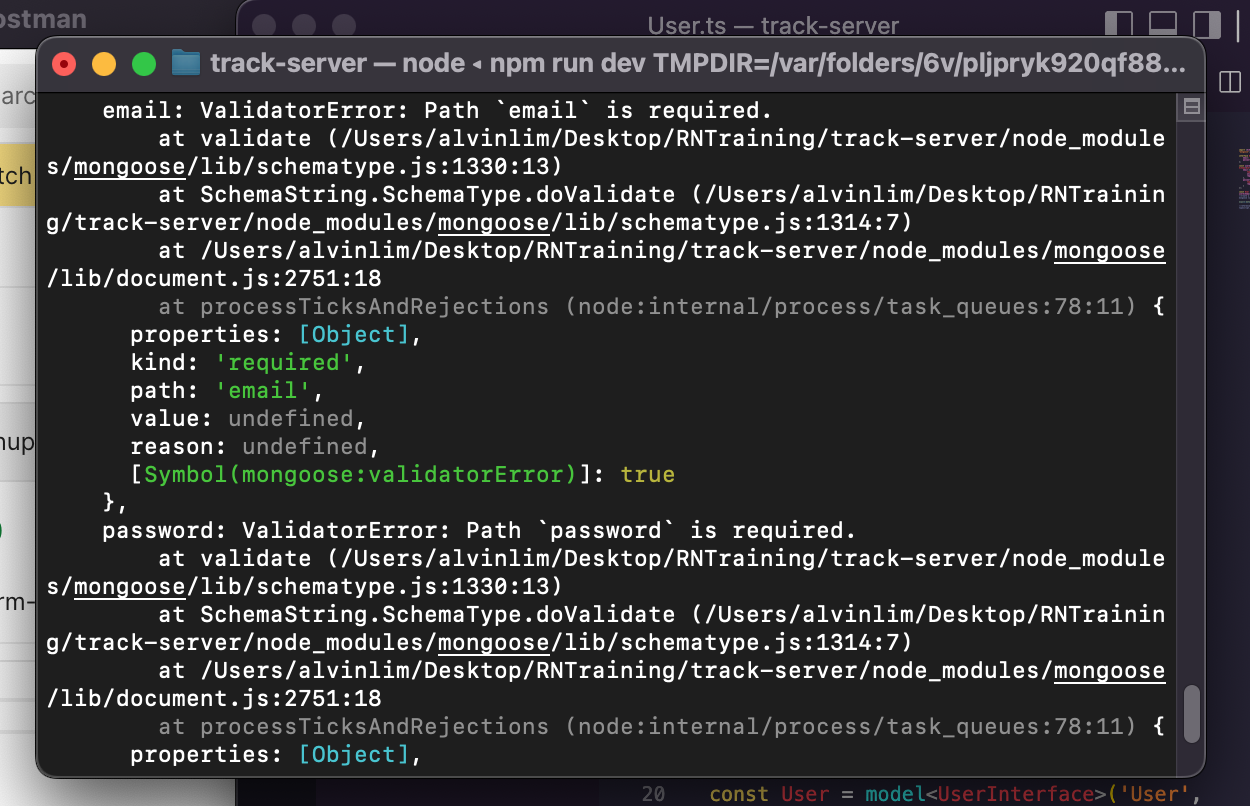 ostman
User.ts — track-server
track-server — node ◂ npm run dev TMPDIR=/var/folders/6v/pljpryk920qf88...
arc
tch
nup
rm-
email: ValidatorError: Path `email` is required.
at validate (/Users/alvinlim/Desktop/RNTraining/track-server/node_module
s/mongoose/lib/schematype.js:1330:13)
at SchemaString.SchemaType.doValidate (/Users/alvinlim/Desktop/RNTrainin
g/track-server/node_modules/mongoose/lib/schematype.js:1314:7)
at /Users/alvinlim/Desktop/RNTraining/track-server/node_modules/mongoose
/lib/document.js:2751:18
at processTicksAndRejections (node:internal/process/task_queues:78:11) {
properties: [Object],
kind: 'required',
path: 'email',
value: undefined,
reason: undefined,
[Symbol(mongoose:validatorError)]: true
},
password: ValidatorError: Path `password` is required.
at validate (/Users/alvinlim/Desktop/RNTraining/track-server/node_module
s/mongoose/lib/schematype.js:1330:13)
at SchemaString.SchemaType.doValidate (/Users/alvinlim/Desktop/RNTrainin
g/track-server/node_modules/mongoose/lib/schematype.js:1314:7)
at /Users/alvinlim/Desktop/RNTraining/track-server/node_modules/mongoose
/lib/document.js:2751:18
at processTicksAndRejections (node:internal/process/task_queues:78:11) {
properties: [Object],
20 const User = model<UserInterface>('User',